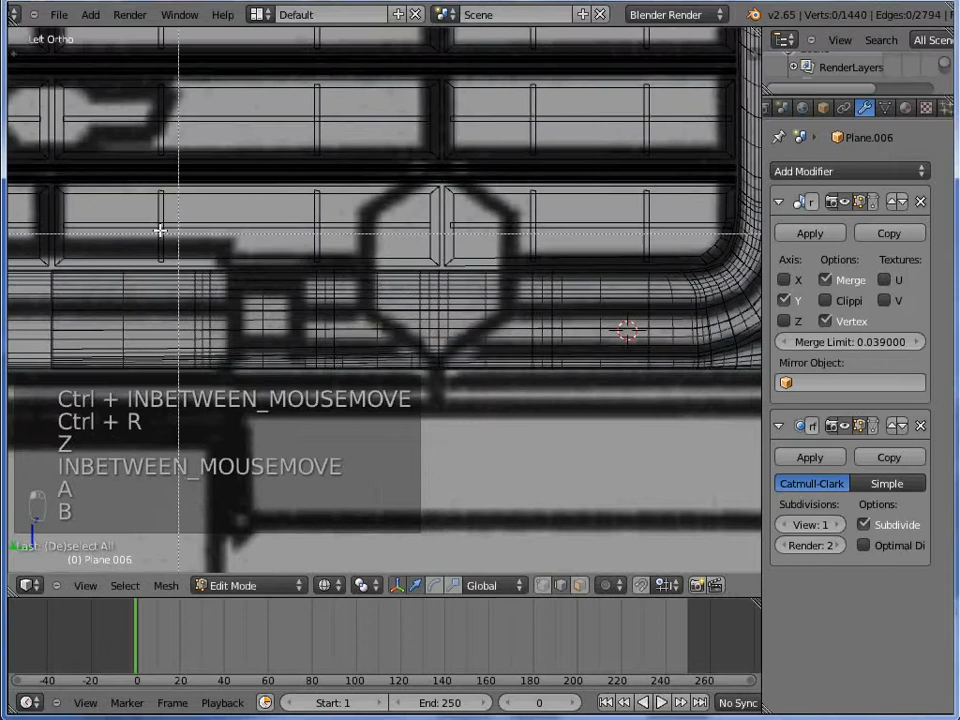 File Add Render Window Help Default Scene Blender Render v2.65 | Verts:0/1440 | Edges:0/2794 |
Left Ortho
View Search All Scen
RenderLayers
Plane.006
Add Modifier
Apply Copy
Axis: Options: Textures:
X Merge U
Y Clippi V
Z Vertex
Merge Limit: 0.039000
Mirror Object:
Apply Copy
Catmull-Clark Simple
Subdivisions: Options:
View: 1 Subdivide
Render: 2 Optimal Di
Ctrl + INBETWEEN_MOUSEMOVE
Ctrl + R
Z
INBETWEEN_MOUSEMOVE
A
B
Last: (De)select All
(0) Plane.006
View Select Mesh Edit Mode Global
-40 -20 0 20 40 60 80 100 120 140 160 180 200 220 240 260
View Marker Frame Playback Start: 1 End: 250 0 No Sync